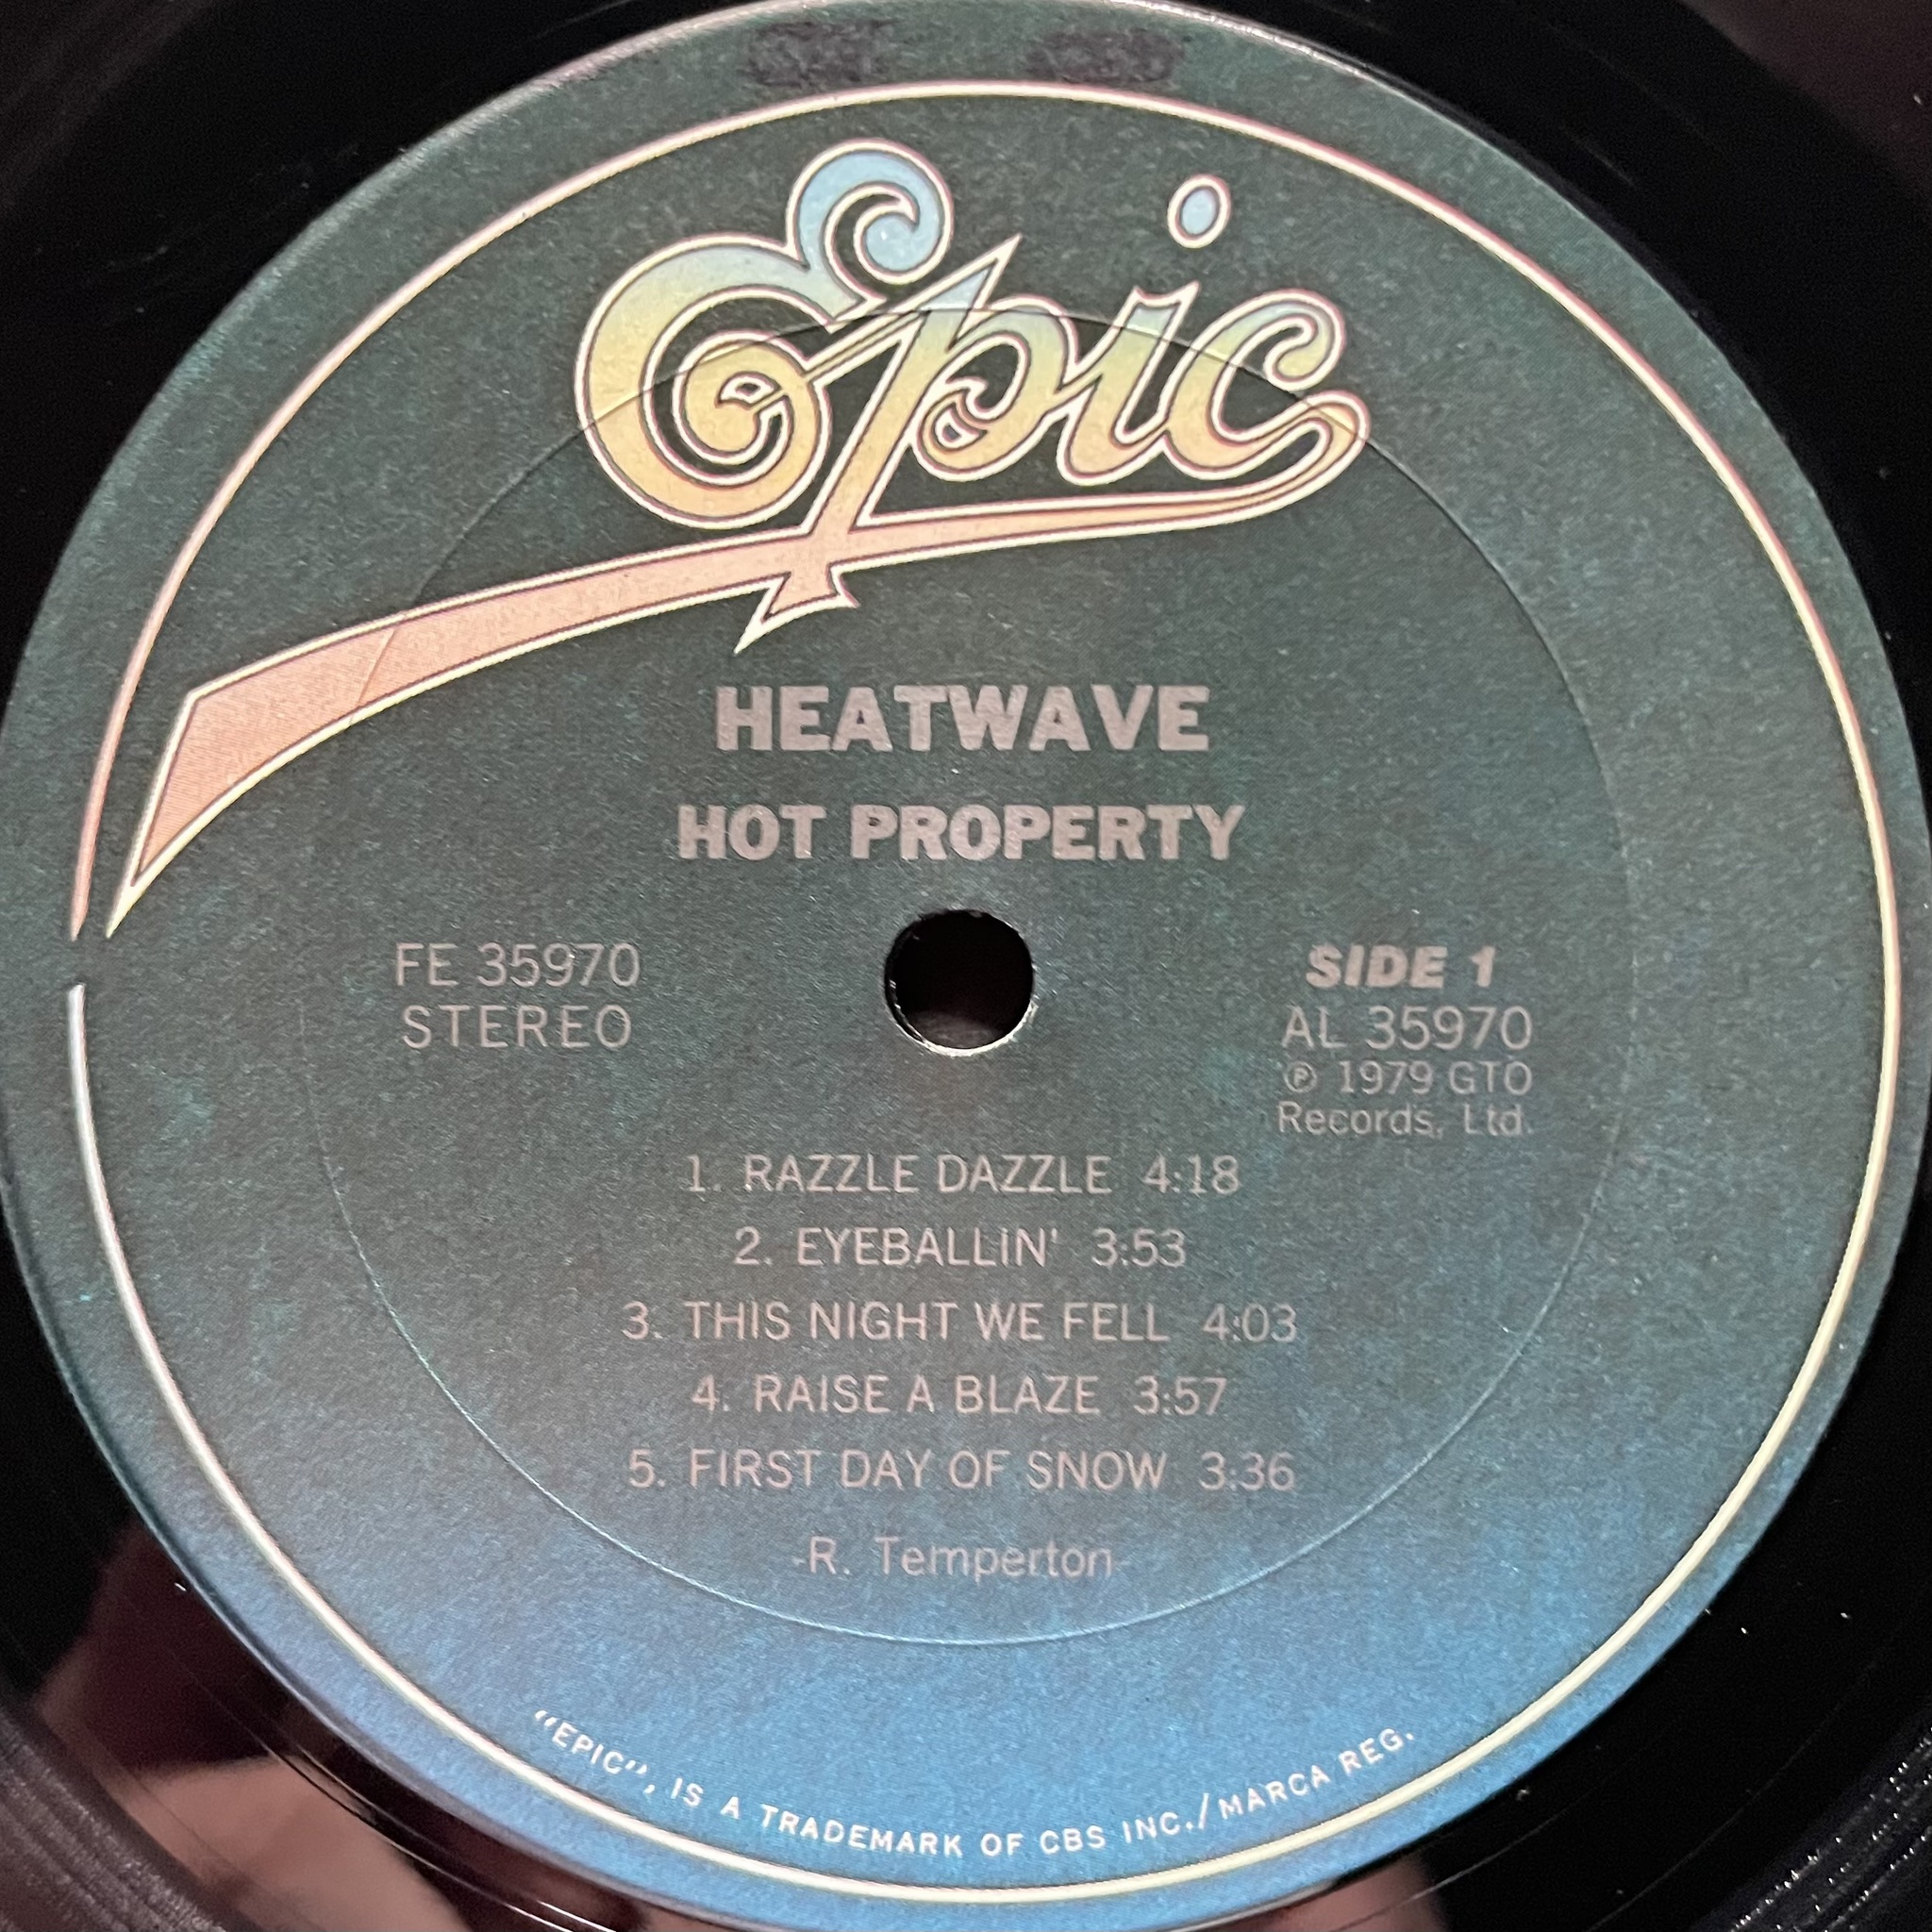 Epic
HEATWAVE
HOT PROPERTY
FE 35970
STEREO
SIDE 1
AL 35970
℗ 1979 GTO
Records, Ltd.
1. RAZZLE DAZZLE 4:18
2. EYEBALLIN' 3:53
3. THIS NIGHT WE FELL 4:03
4. RAISE A BLAZE 3:57
5. FIRST DAY OF SNOW 3:36
-R. Temperton-
"EPIC", IS A TRADEMARK OF CBS INC./MARCA REG.